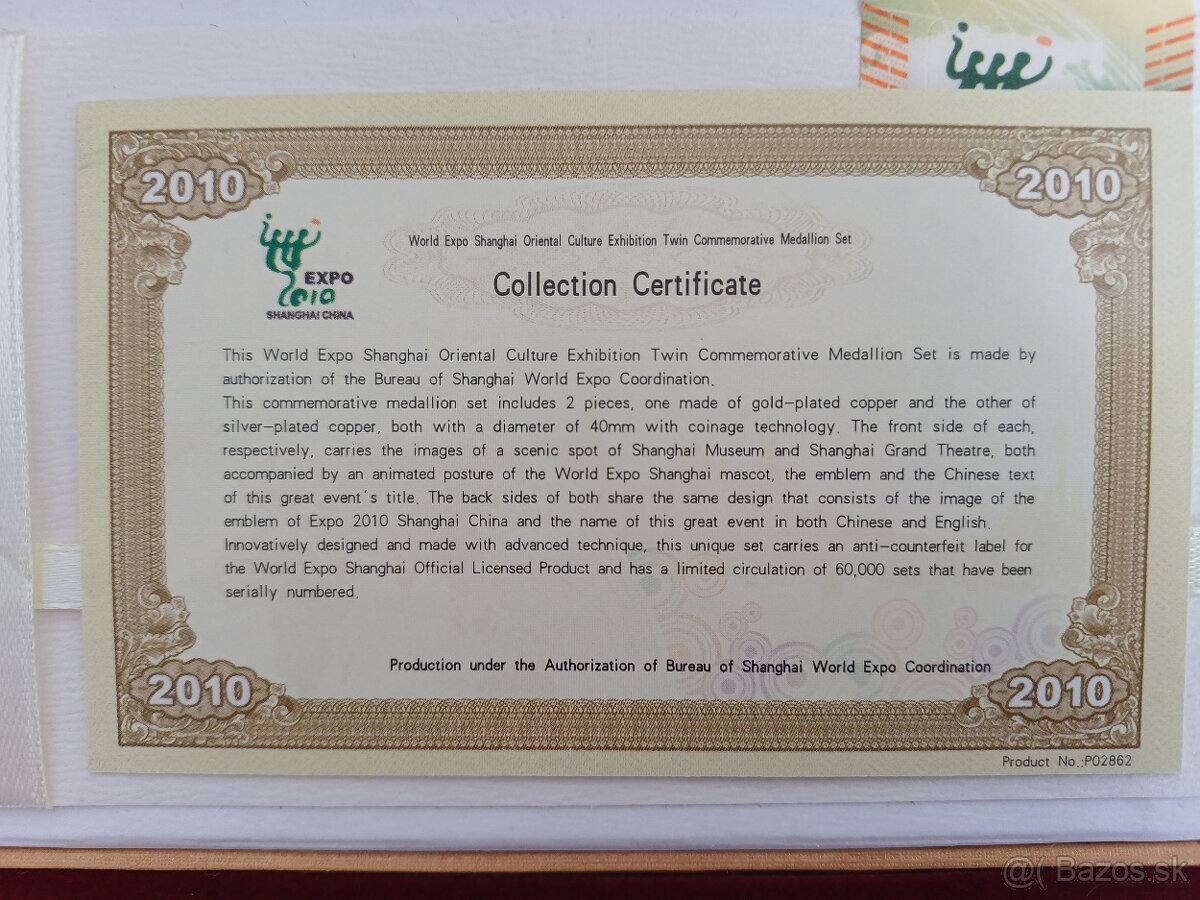 2010
2010
World Expo Shanghai Oriental Culture Exhibition Twin Commemorative Medallion Set
Collection Certificate
EXPO
2010
SHANGHAI CHINA
This World Expo Shanghai Oriental Culture Exhibition Twin Commemorative Medallion Set is made by
authorization of the Bureau of Shanghai World Expo Coordination.
This commemorative medallion set includes 2 pieces, one made of gold-plated copper and the other of
silver-plated copper, both with a diameter of 40mm with coinage technology. The front side of each,
respectively, carries the images of a scenic spot of Shanghai Museum and Shanghai Grand Theatre, both
accompanied by an animated posture of the World Expo Shanghai mascot, the emblem and the Chinese text
of this great event´s title. The back sides of both share the same design that consists of the image of the
emblem of Expo 2010 Shanghai China and the name of this great event in both Chinese and English.
Innovatively designed and made with advanced technique, this unique set carries an anti-counterfeit label for
the World Expo Shanghai Official Licensed Product and has a limited circulation of 60,000 sets that have been
serially numbered.
Production under the Authorization of Bureau of Shanghai World Expo Coordination
2010
2010
Product No.:P02862
@( Bazos.sk